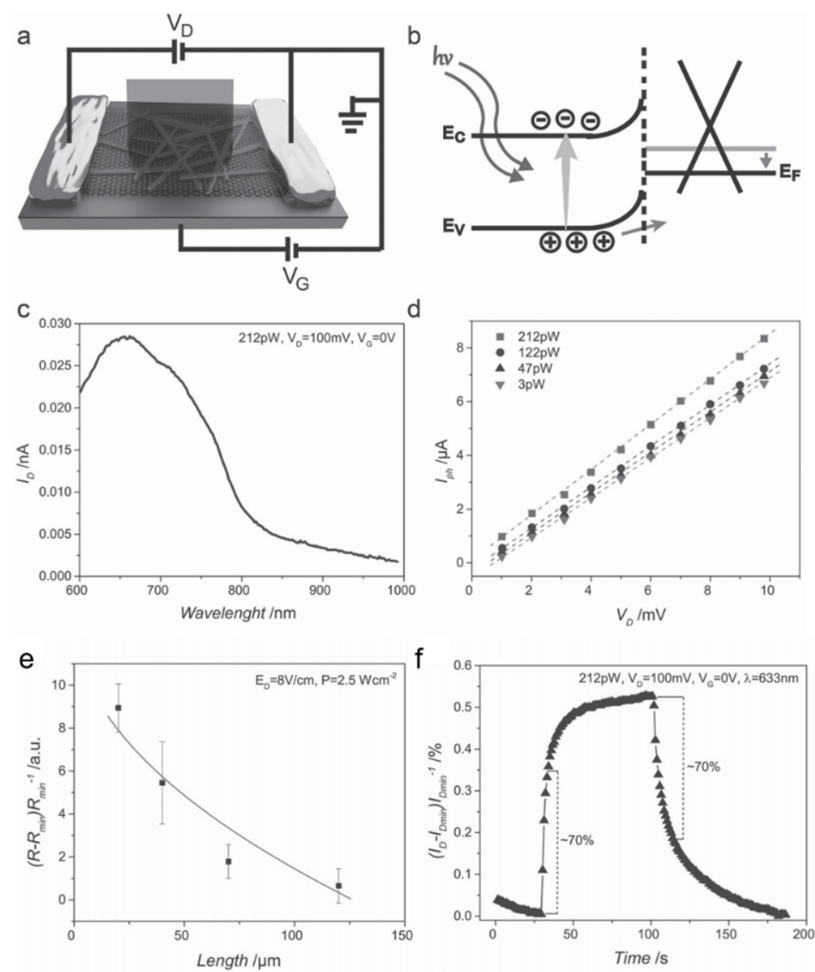 a
V_D
V_G
b
hν
E_C
E_V
E_F
c
212pW, V_D=100mV, V_G=0V
I_D /nA
0.030
0.025
0.020
0.015
0.010
0.005
0.000
600 700 800 900 1000
Wavelenght /nm
d
212pW
122pW
47pW
3pW
I_ph /µA
8
6
4
2
0
0 2 4 6 8 10
V_D /mV
e
E_D=8V/cm, P=2.5 Wcm⁻²
(R-R_min)R_min⁻¹ /a.u.
10
8
6
4
2
0
0 50 100 150
Length /µm
f
212pW, V_D=100mV, V_G=0V, λ=633nm
(I_D-I_Dmin)I_Dmin⁻¹ /%
0.6
0.5
0.4
0.3
0.2
0.1
0.0
~70%
~70%
0 50 100 150 200
Time /s